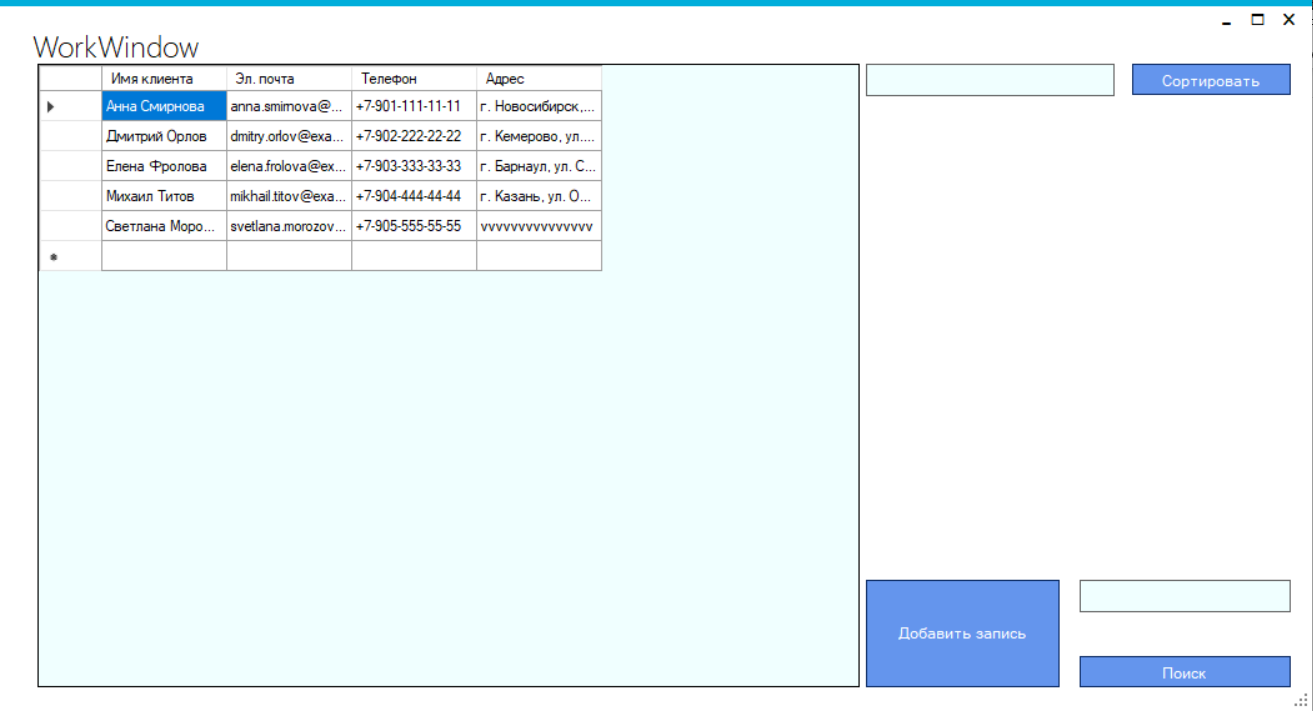 WorkWindow
Имя клиента Эл. почта Телефон Адрес Сортировать
Анна Смирнова anna.smirnova@... +7-901-111-11-11 г. Новосибирск,...
Дмитрий Орлов dmitry.orlov@exa... +7-902-222-22-22 г. Кемерово, ул....
Елена Фролова elena.frolova@ex... +7-903-333-33-33 г. Барнаул, ул. С...
Михаил Титов mikhail.titov@exa... +7-904-444-44-44 г. Казань, ул. О...
Светлана Моро... svetlana.morozov... +7-905-555-55-55 vvvvvvvvvvvvvvv
Добавить запись
Поиск